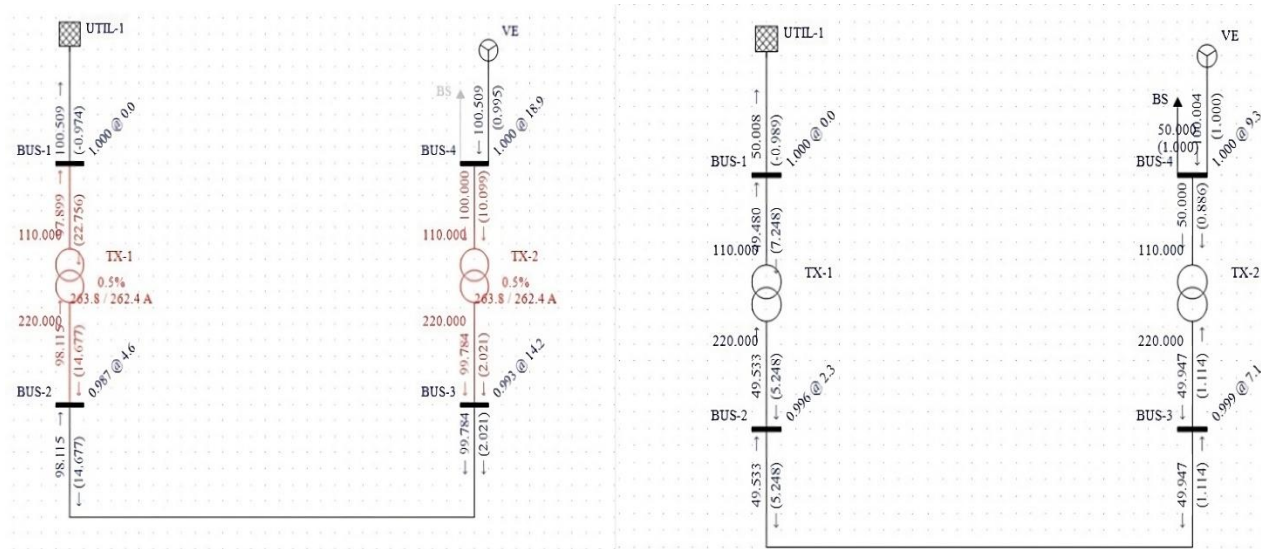 UTIL-1
VE
BS
100.509
(-0.974)
1.000 @ 0.0
100.509
(0.995)
1.000 @ 18.9
BUS-1
BUS-4
97.899
(22.756)
100.000
(10.099)
110.000
TX-1
0.5%
263.8 / 262.4 A
110.000
TX-2
0.5%
263.8 / 262.4 A
220.000
98.115
(14.677)
220.000
99.784
(2.021)
BUS-2
0.987 @ 4.6
BUS-3
0.993 @ 14.2
98.115
(14.677)
99.784
(2.021)
UTIL-1
VE
BS
50.008
(-0.989)
1.000 @ 0.0
50.000
(1.000)
100.004
(1.000)
1.000 @ 9.3
BUS-1
BUS-4
49.480
(7.248)
50.000
(0.886)
110.000
TX-1
110.000
TX-2
220.000
49.533
(5.248)
220.000
49.947
(1.114)
BUS-2
0.996 @ 2.3
BUS-3
0.999 @ 7.1
49.533
(5.248)
49.947
(1.114)